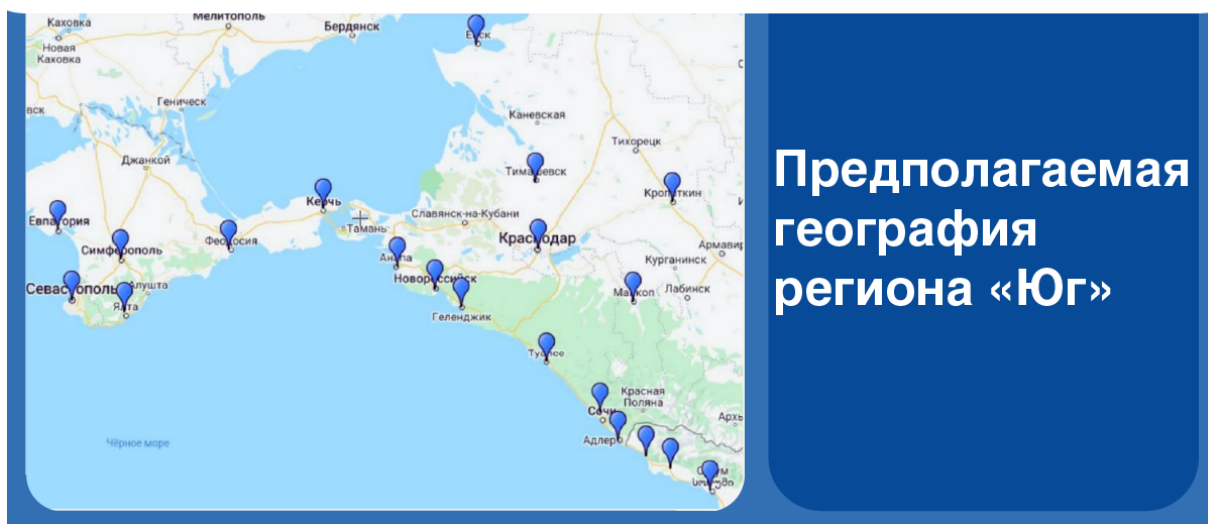 Каховка
Мелитополь
Бердянск
Ейск
Новая
Каховка
Геническ
Каневская
Тихорецк
Джанкой
Тимашевск
Кропоткин
Керчь
Евпатория
Славянск-на-Кубани
Тамань
Феодосия
Краснодар
Симферополь
Армавир
Анапа
Курганинск
Новороссийск
Севастополь
Алушта
Майкоп
Лабинск
Ялта
Геленджик
Туапсе
Красная
Поляна
Сочи
Архы
Адлер
Чёрное море
Сухум
Предполагаемая
география
региона «Юг»